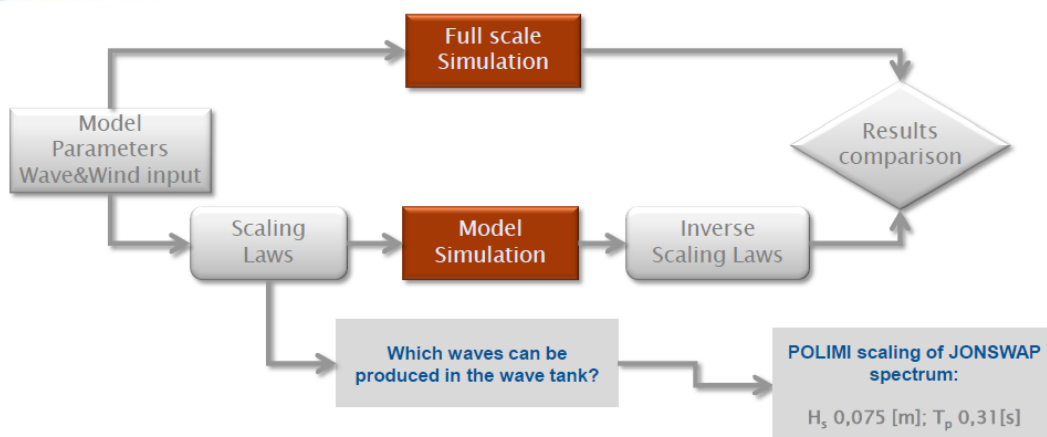 Full scale
Simulation
Model
Parameters
Wave&Wind input
Results
comparison
Scaling
Laws
Model
Simulation
Inverse
Scaling Laws
Which waves can be
produced in the wave tank?
POLIMI scaling of JONSWAP
spectrum:
Hₛ 0,075 [m]; Tₚ 0,31[s]